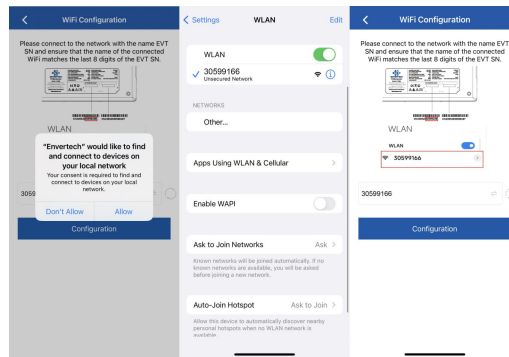 WiFi Configuration
Please connect to the network with the name EVT
SN and ensure that the name of the connected
WiFi matches the last 8 digits of the EVT SN.
WLAN
"Envertech" would like to find
and connect to devices on
your local network
Your consent is required to find and
connect to devices on your local
network.
Don't Allow
Allow
3059
Configuration
Settings
WLAN
Edit
WLAN
30599166
Unsecured Network
NETWORKS
Other...
Apps Using WLAN & Cellular
Enable WAPI
Ask to Join Networks
Ask
Known networks will be joined automatically. If no
known networks are available, you will be asked
before joining a new network.
Auto-Join Hotspot
Ask to Join
Allow this device to automatically discover nearby
personal hotspots when no WLAN network is
available.
WiFi Configuration
Please connect to the network with the name EVT
SN and ensure that the name of the connected
WiFi matches the last 8 digits of the EVT SN.
WLAN
WLAN
30599166
30599166
Configuration